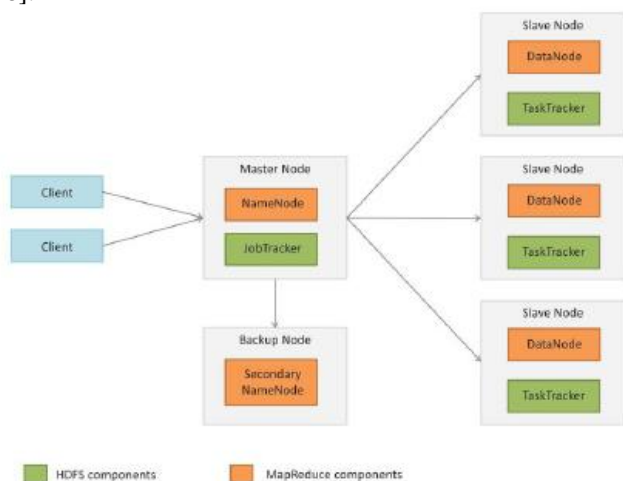 Slave Node
DataNode
TaskTracker
Master Node
NameNode
JobTracker
Client
Client
Slave Node
DataNode
TaskTracker
Backup Node
Secondary
NameNode
Slave Node
DataNode
TaskTracker
HDFS components
MapReduce components